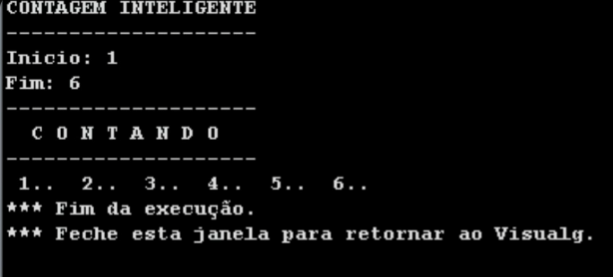 CONTAGEM INTELIGENTE
--------------------
Inicio: 1
Fim: 6
--------------------
C O N T A N D O
--------------------
1.. 2.. 3.. 4.. 5.. 6..
*** Fim da execução.
*** Feche esta janela para retornar ao Visualg.